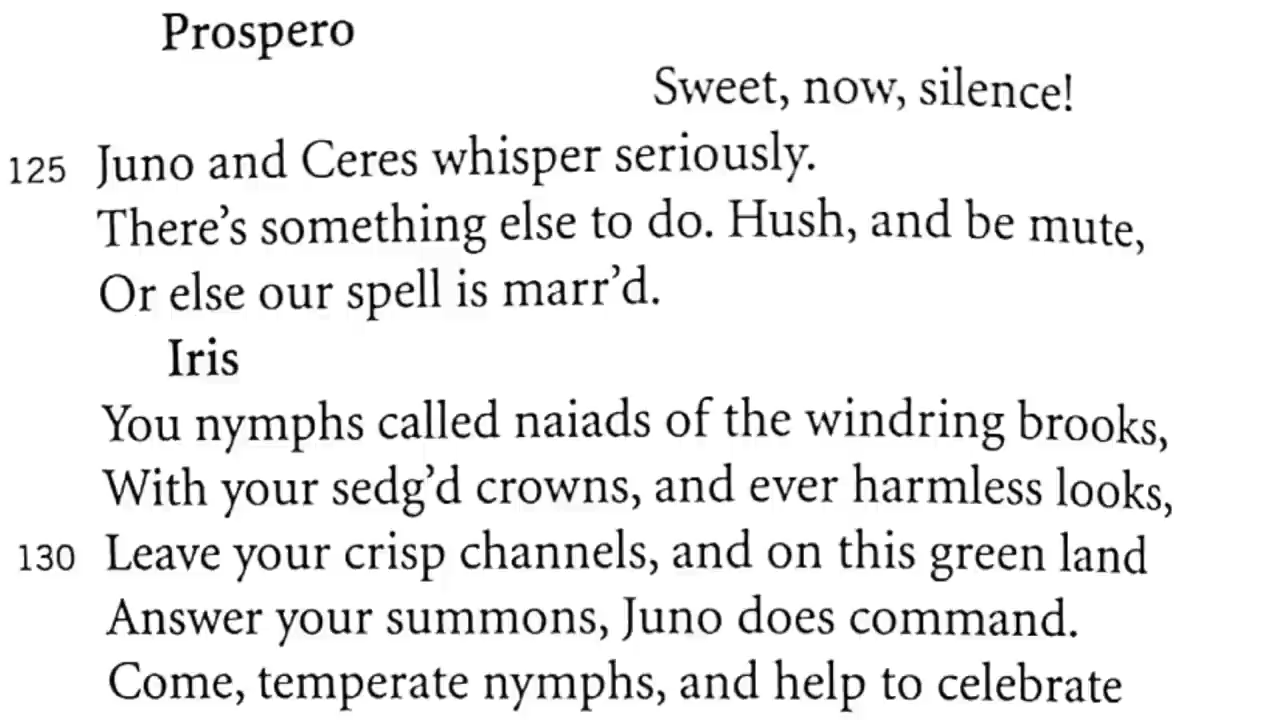 Prospero
Sweet, now, silence!
125 Juno and Ceres whisper seriously.
There's something else to do. Hush, and be mute,
Or else our spell is marr'd.
Iris
You nymphs called naiads of the windring brooks,
With your sedg'd crowns, and ever harmless looks,
130 Leave your crisp channels, and on this green land
Answer your summons, Juno does command.
Come, temperate nymphs, and help to celebrate